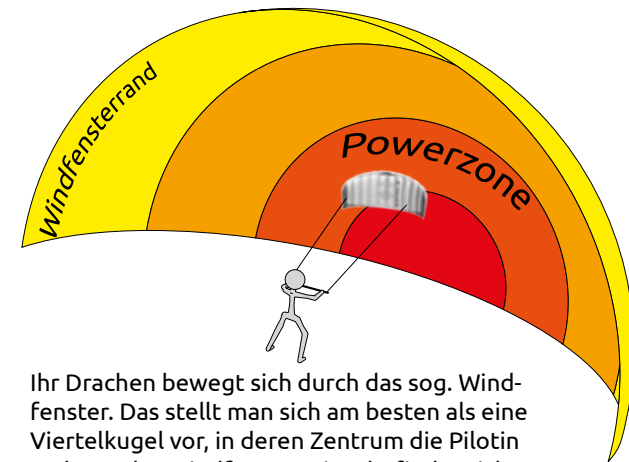 Windfensterrand
Powerzone
Ihr Drachen bewegt sich durch das sog. Wind-
fenster. Das stellt man sich am besten als eine
Viertelkugel vor, in deren Zentrum die Pilotin